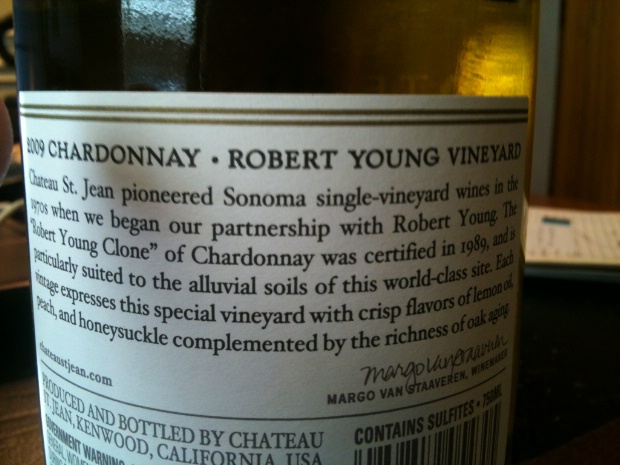 2009 CHARDONNAY • ROBERT YOUNG VINEYARD
Chateau St. Jean pioneered Sonoma single-vineyard wines in the
1970s when we began our partnership with Robert Young. The
"Robert Young Clone" of Chardonnay was certified in 1989, and is
particularly suited to the alluvial soils of this world-class site. Each
vintage expresses this special vineyard with crisp flavors of lemon oil,
peach, and honeysuckle complemented by the richness of oak aging.
chateaustjean.com
Margo Van Staaveren
MARGO VAN STAAVEREN, WINEMAKER
PRODUCED AND BOTTLED BY CHATEAU
ST. JEAN, KENWOOD, CALIFORNIA, USA
GOVERNMENT WARNING:
CONTAINS SULFITES • 750ML